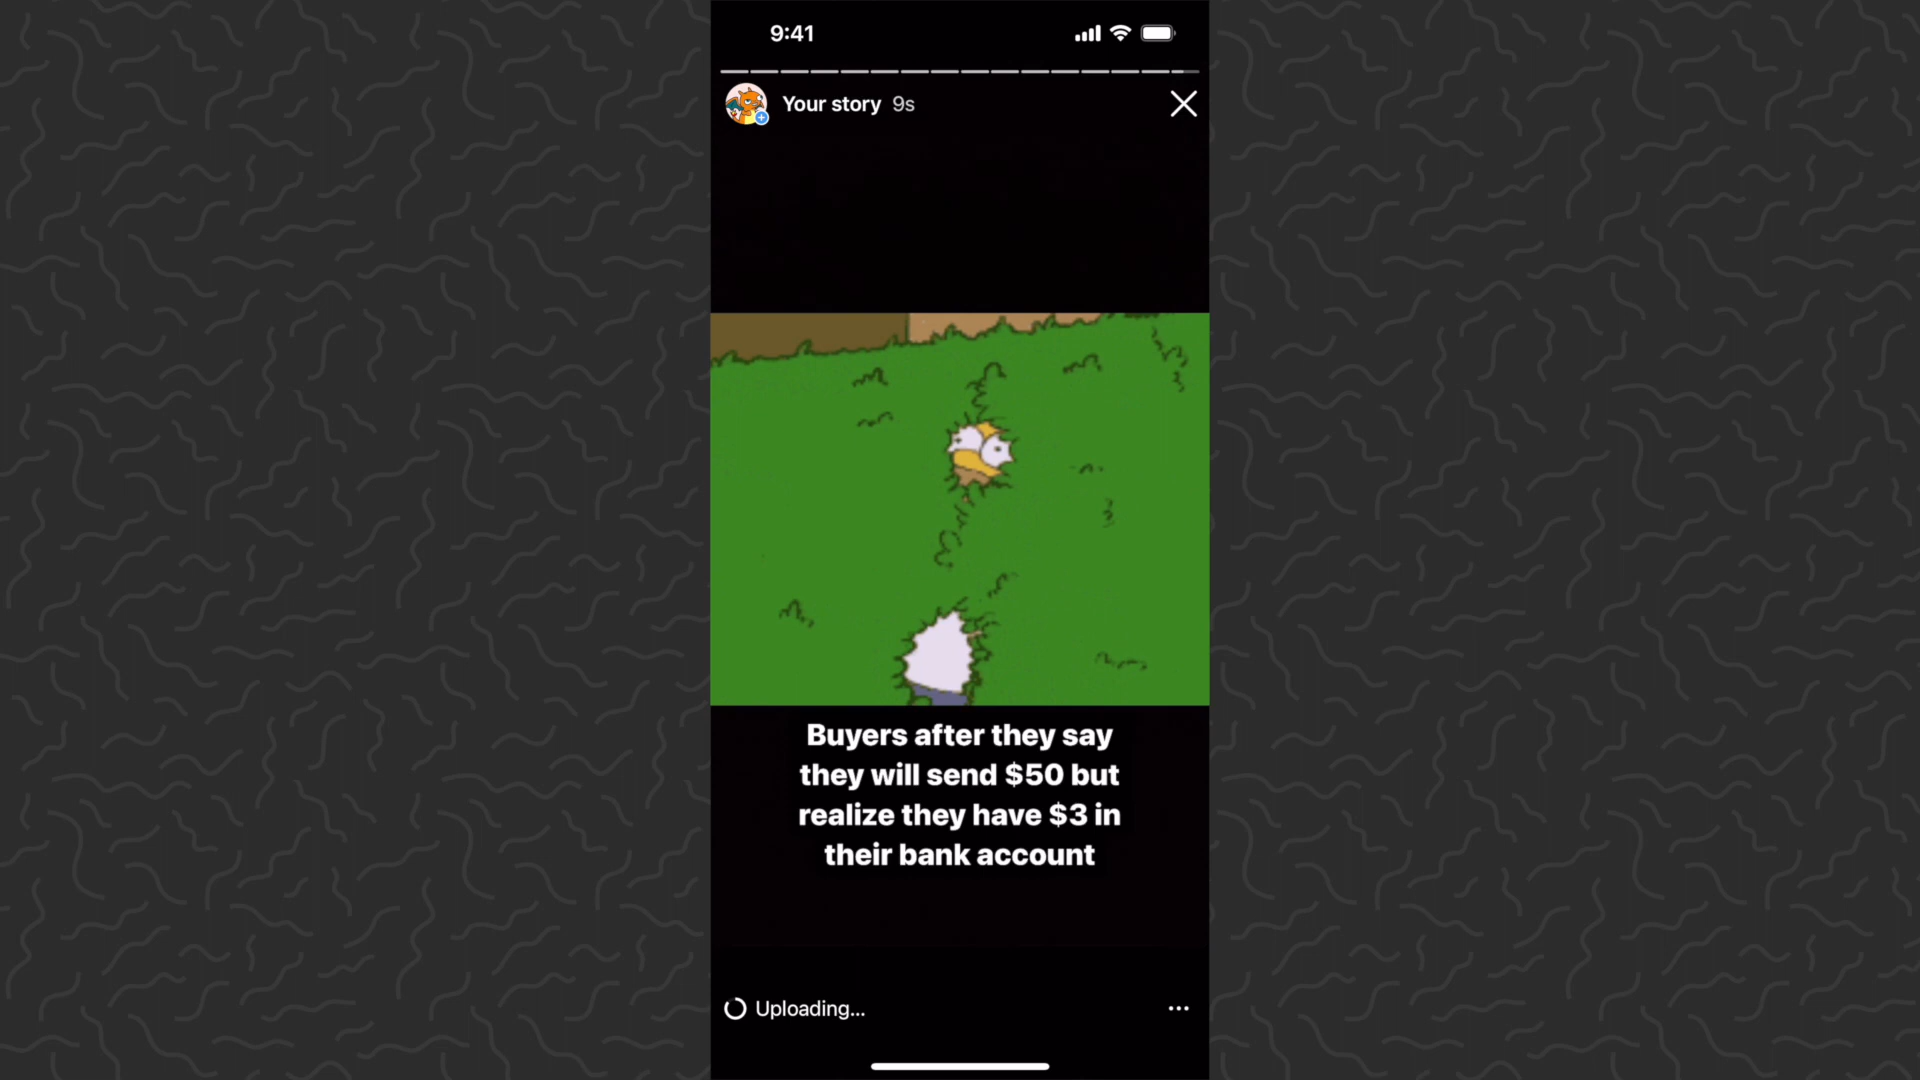 9:41
Your story 9s
Buyers after they say
they will send $50 but
realize they have $3 in
their bank account
Uploading...